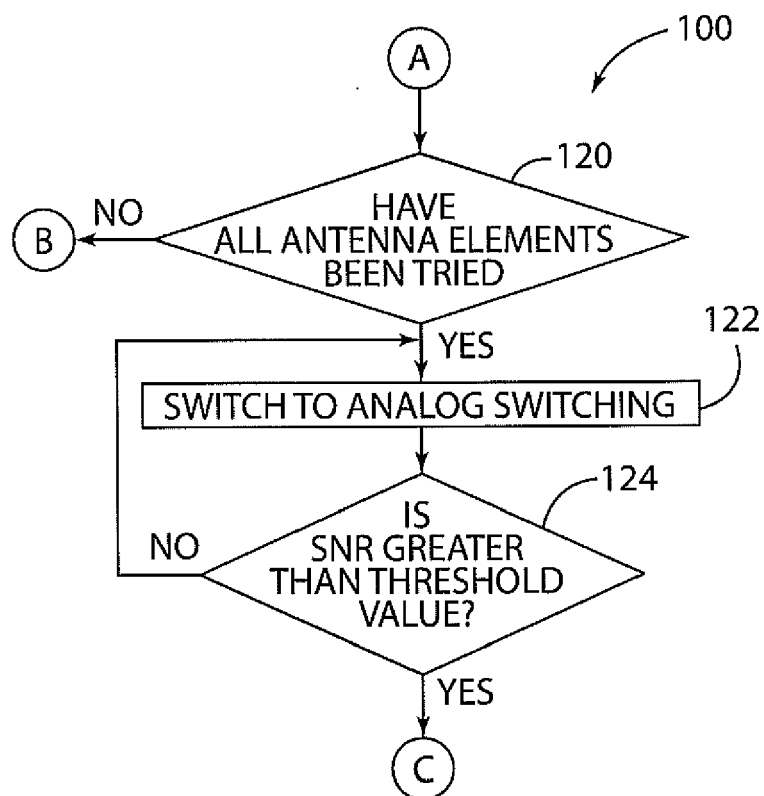 100
A
120
HAVE
ALL ANTENNA ELEMENTS
BEEN TRIED
NO
B
YES
122
SWITCH TO ANALOG SWITCHING
124
IS
SNR GREATER
THAN THRESHOLD
VALUE?
NO
YES
C